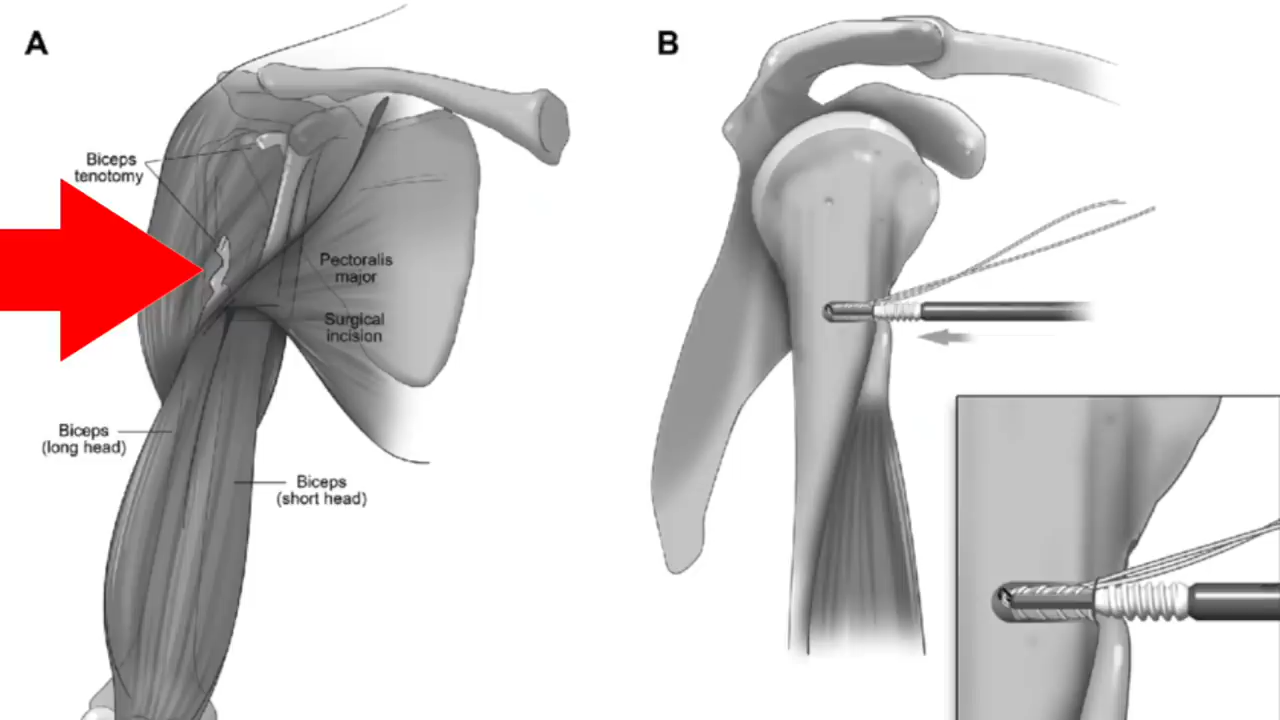 A
B
Biceps
tenotomy
Pectoralis
major
Surgical
incision
Biceps
(long head)
Biceps
(short head)